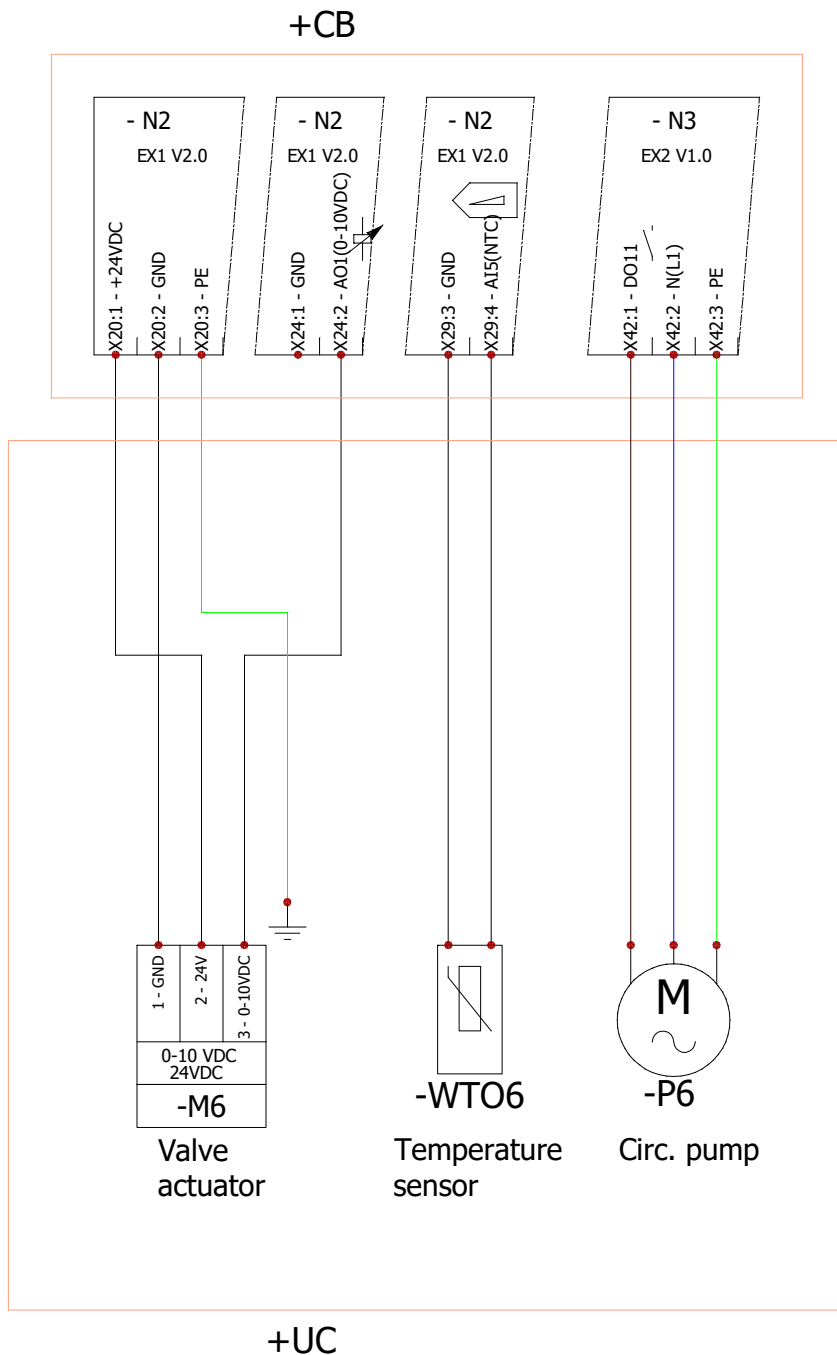 +CB
- N2
EX1 V2.0
X20:1 - +24VDC
X20:2 - GND
X20:3 - PE
- N2
EX1 V2.0
X24:1 - GND
X24:2 - AO1(0-10VDC)
- N2
EX1 V2.0
X29:3 - GND
X29:4 - AI5(NTC)
- N3
EX2 V1.0
X42:1 - DO11
X42:2 - N(L1)
X42:3 - PE
1 - GND
2 - 24V
3 - 0-10VDC
0-10 VDC
24VDC
-M6
Valve
actuator
-WTO6
Temperature
sensor
M
-P6
Circ. pump
+UC